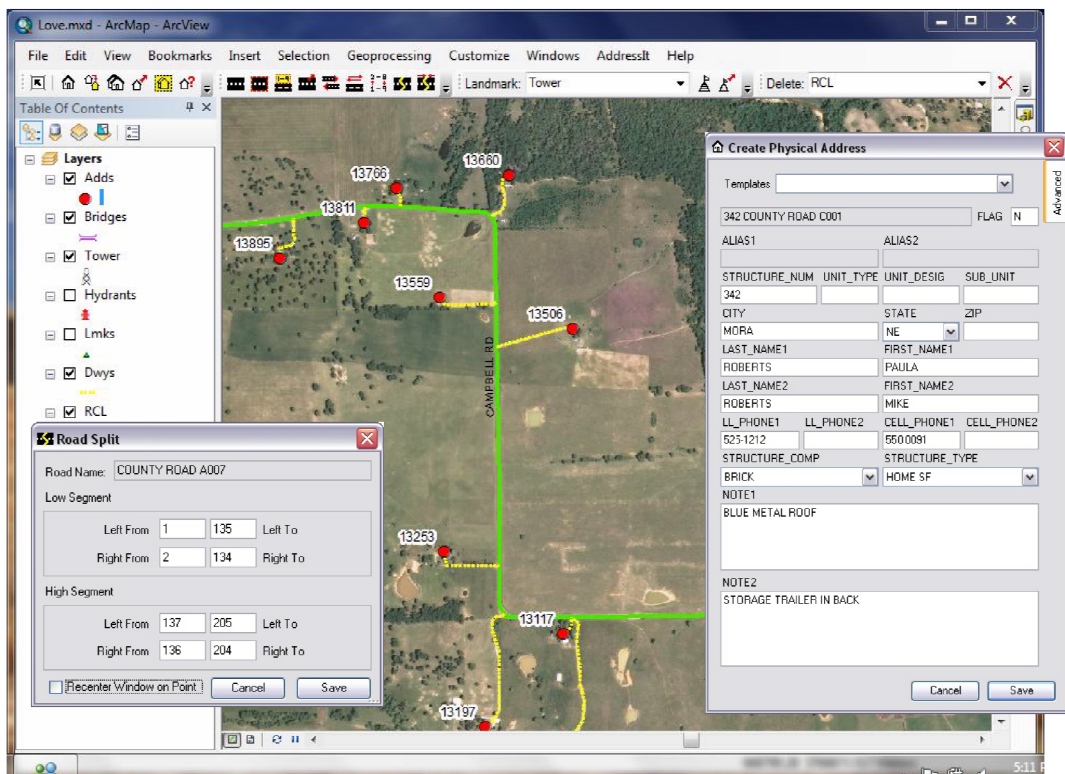 Love.mxd - ArcMap - ArcView
File Edit View Bookmarks Insert Selection Geoprocessing Customize Windows AddressIt Help
Landmark: Tower Delete: RCL
Table Of Contents
Layers
Adds
Bridges
Tower
Hydrants
Lmks
Dwys
RCL
13660
13766
13811
13895
13559
13506
CAMPBELL RD
13253
13117
13197
Road Split
Road Name: COUNTY ROAD A007
Low Segment
Left From 1 135 Left To
Right From 2 134 Right To
High Segment
Left From 137 205 Left To
Right From 136 204 Right To
Recenter Window on Point Cancel Save
Create Physical Address
Advanced
Templates
342 COUNTY ROAD C001 FLAG N
ALIAS1 ALIAS2
STRUCTURE_NUM UNIT_TYPE UNIT_DESIG SUB_UNIT
342
CITY STATE ZIP
MORA NE
LAST_NAME1 FIRST_NAME1
ROBERTS PAULA
LAST_NAME2 FIRST_NAME2
ROBERTS MIKE
LL_PHONE1 LL_PHONE2 CELL_PHONE1 CELL_PHONE2
525-1212 550-0091
STRUCTURE_COMP STRUCTURE_TYPE
BRICK HOME SF
NOTE1
BLUE METAL ROOF
NOTE2
STORAGE TRAILER IN BACK
Cancel Save
5:11